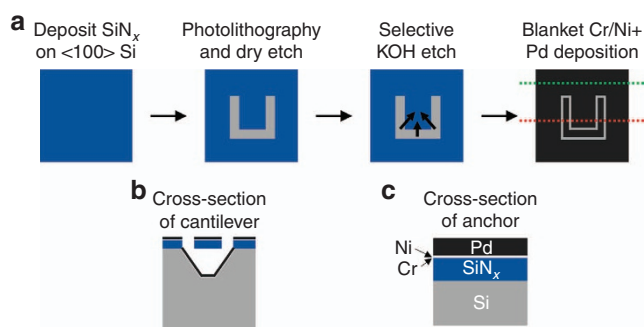 a
Deposit SiNx
on <100> Si
Photolithography
and dry etch
Selective
KOH etch
Blanket Cr/Ni+
Pd deposition
b
Cross-section
of cantilever
c
Cross-section
of anchor
Ni
Cr
Pd
SiNx
Si